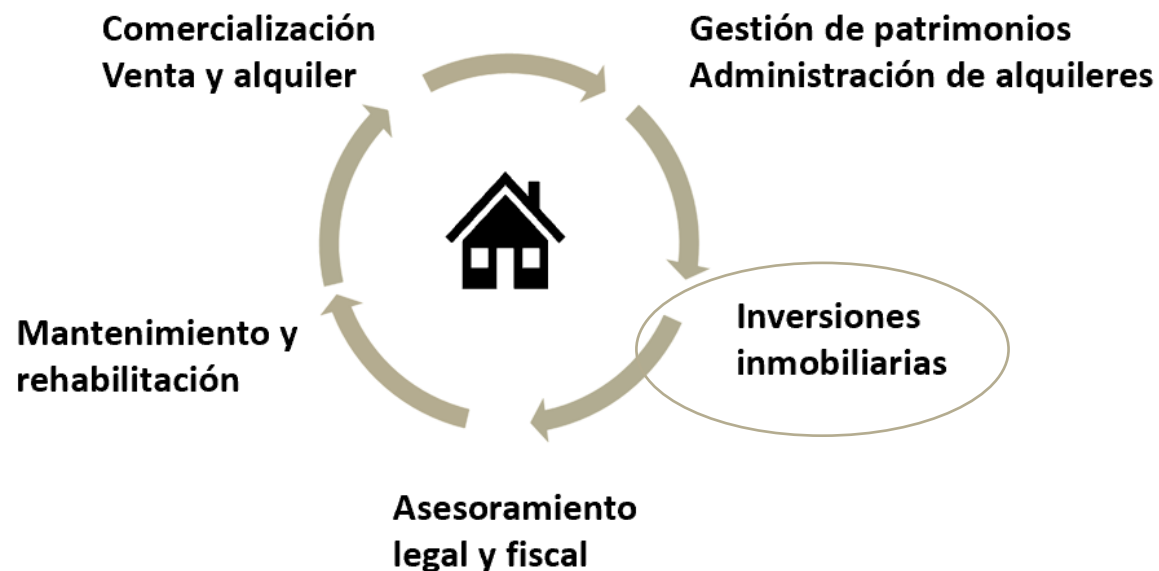 Comercialización
Venta y alquiler
Gestión de patrimonios
Administración de alquileres
Inversiones
inmobiliarias
Asesoramiento
legal y fiscal
Mantenimiento y
rehabilitación